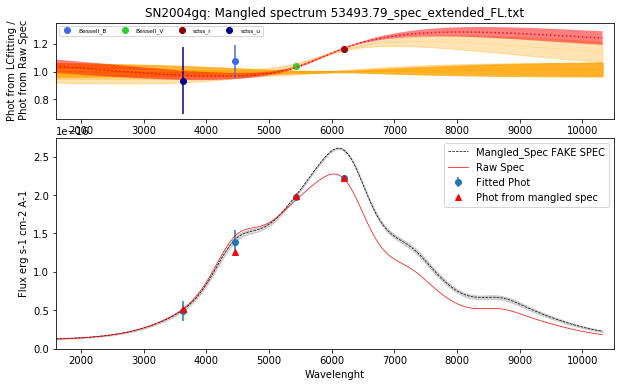 SN2004gq: Mangled spectrum 53493.79_spec_extended_FL.txt
Phot from LCfitting /
Phot from Raw Spec
Bessell_B Bessell_V sdss_r sdss_u
1.2
1.0
0.8
2000 3000 4000 5000 6000 7000 8000 9000 10000
1e−16
Flux erg s-1 cm-2 A-1
Mangled_Spec FAKE SPEC
Raw Spec
Fitted Phot
Phot from mangled spec
2.5
2.0
1.5
1.0
0.5
0.0
2000 3000 4000 5000 6000 7000 8000 9000 10000
Wavelenght